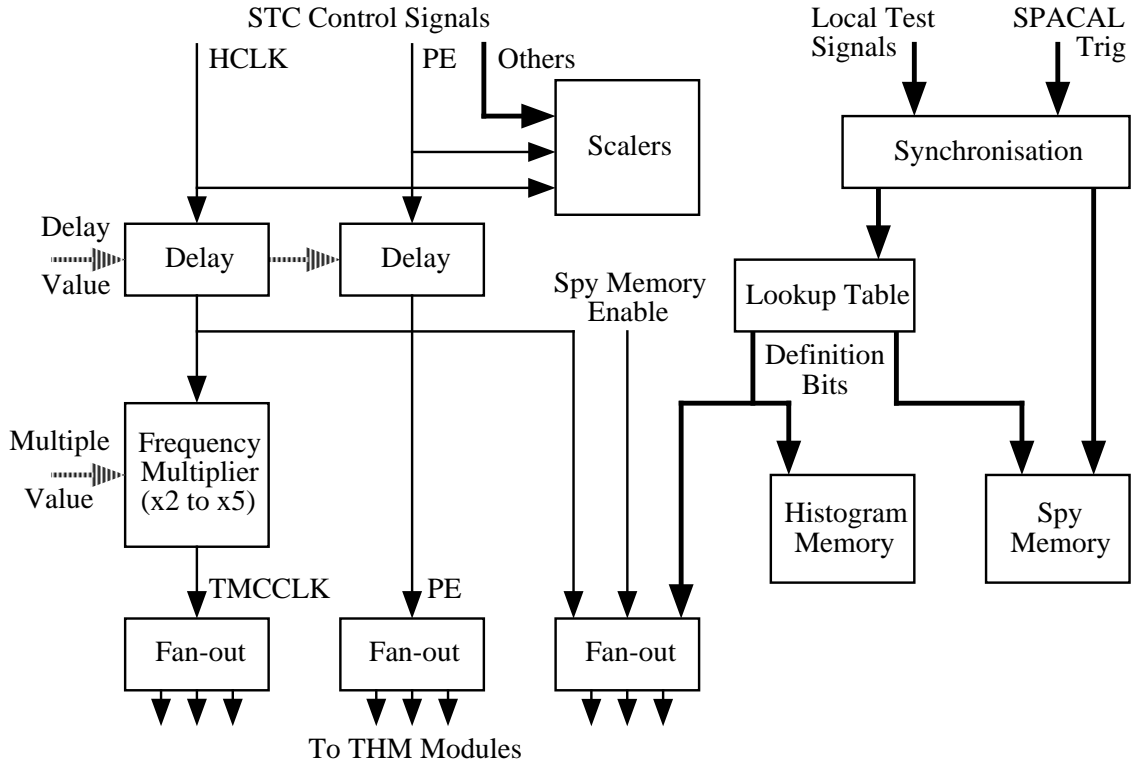 STC Control Signals
HCLK
PE
Others
Local Test
Signals
SPACAL
Trig
Scalers
Synchronisation
Delay
Value
Delay
Delay
Spy Memory
Enable
Lookup Table
Definition
Bits
Multiple
Value
Frequency
Multiplier
(x2 to x5)
Histogram
Memory
Spy
Memory
TMCCLK
PE
Fan-out
Fan-out
Fan-out
To THM Modules